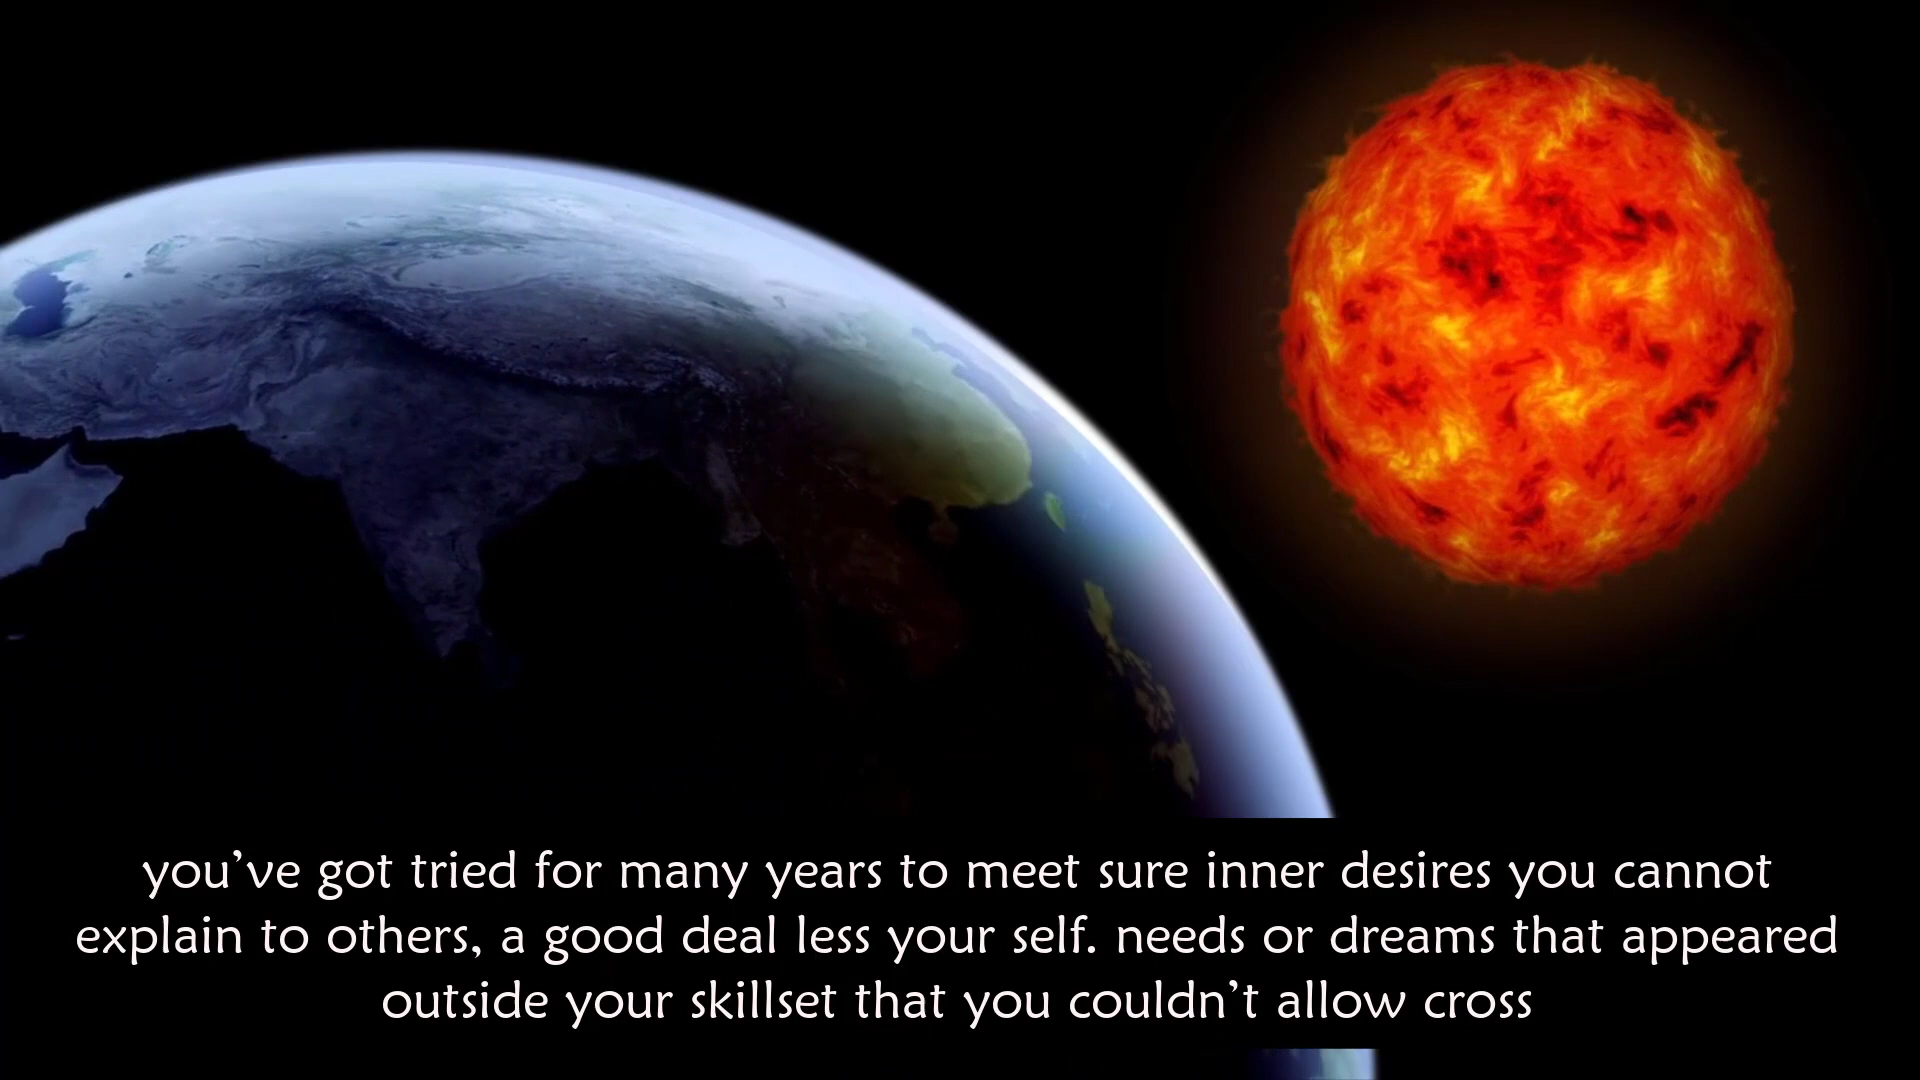 you’ve got tried for many years to meet sure inner desires you cannot
explain to others, a good deal less your self. needs or dreams that appeared
outside your skillset that you couldn’t allow cross